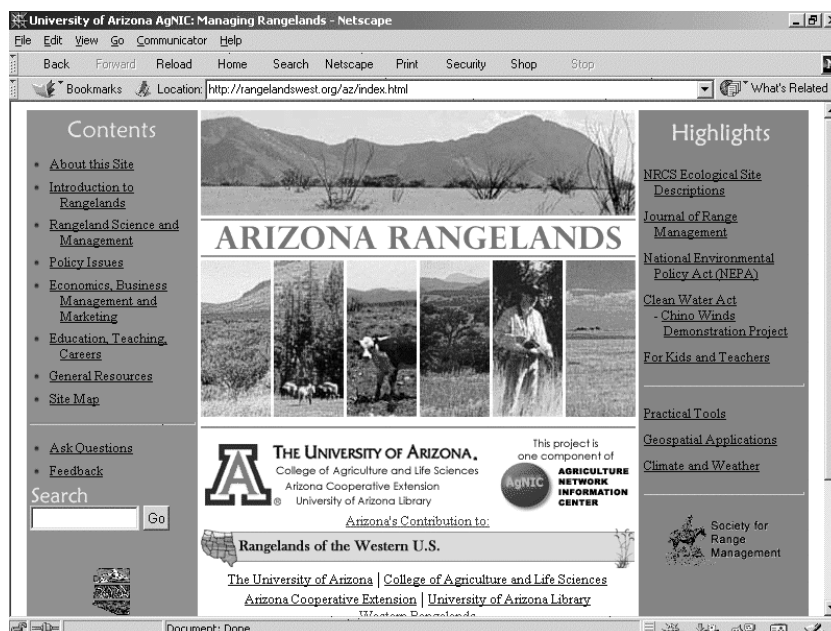 University of Arizona AgNIC: Managing Rangelands - Netscape
File Edit View Go Communicator Help
Back Forward Reload Home Search Netscape Print Security Shop Stop
Bookmarks Location: http://rangelandswest.org/az/index.html What's Related
Contents
About this Site
Introduction to
Rangelands
Rangeland Science and
Management
Policy Issues
Economics, Business
Management and
Marketing
Education, Teaching,
Careers
General Resources
Site Map
Ask Questions
Feedback
Search
Go
ARIZONA RANGELANDS
THE UNIVERSITY OF ARIZONA.
College of Agriculture and Life Sciences
Arizona Cooperative Extension
® University of Arizona Library
This project is
one component of
AgNIC
AGRICULTURE
NETWORK
INFORMATION
CENTER
Arizona's Contribution to:
Rangelands of the Western U.S.
The University of Arizona | College of Agriculture and Life Sciences
Arizona Cooperative Extension | University of Arizona Library
Western Rangelands
Highlights
NRCS Ecological Site
Descriptions
Journal of Range
Management
National Environmental
Policy Act (NEPA)
Clean Water Act
- Chino Winds
Demonstration Project
For Kids and Teachers
Practical Tools
Geospatial Applications
Climate and Weather
Society for
Range
Management
Document: Done